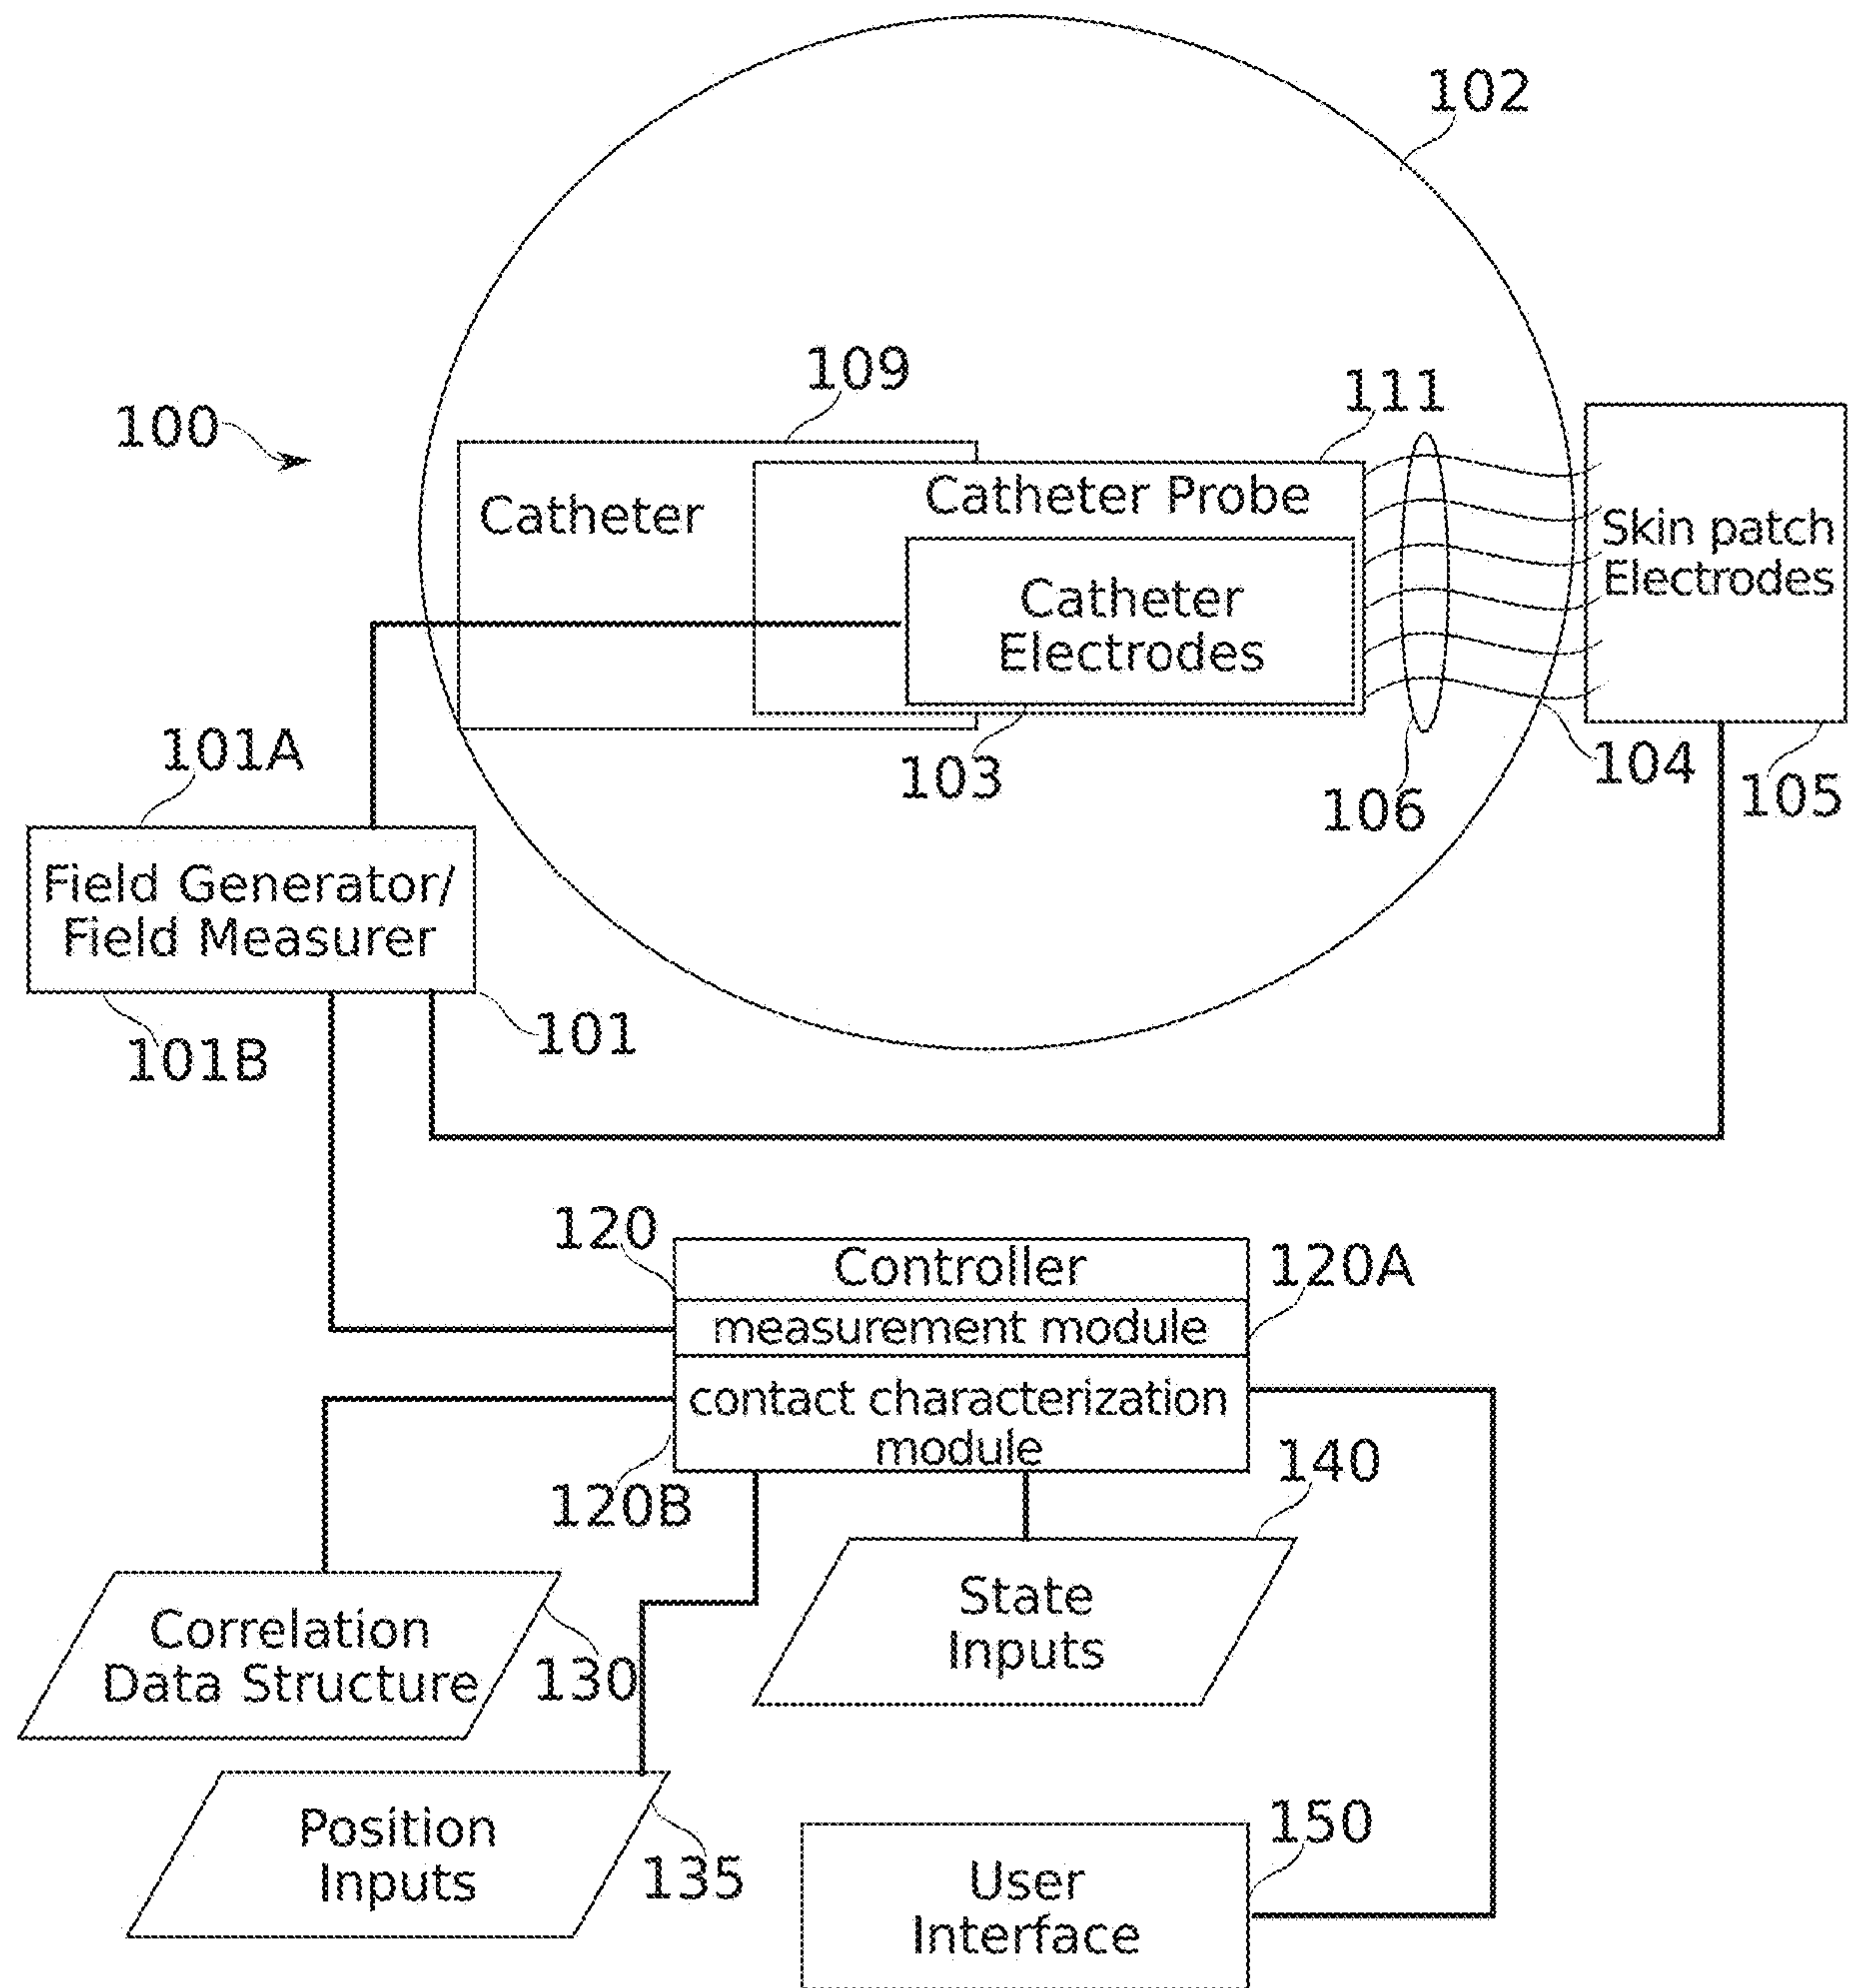 102
109
111
100
Catheter
Catheter Probe
Skin patch
Electrodes
Catheter
Electrodes
101A
103
106
104
105
Field Generator/
Field Measurer
101
101B
120
Controller
120A
measurement module
contact characterization
module
120B
140
State
Inputs
Correlation
Data Structure
130
Position
Inputs
135
150
User
Interface